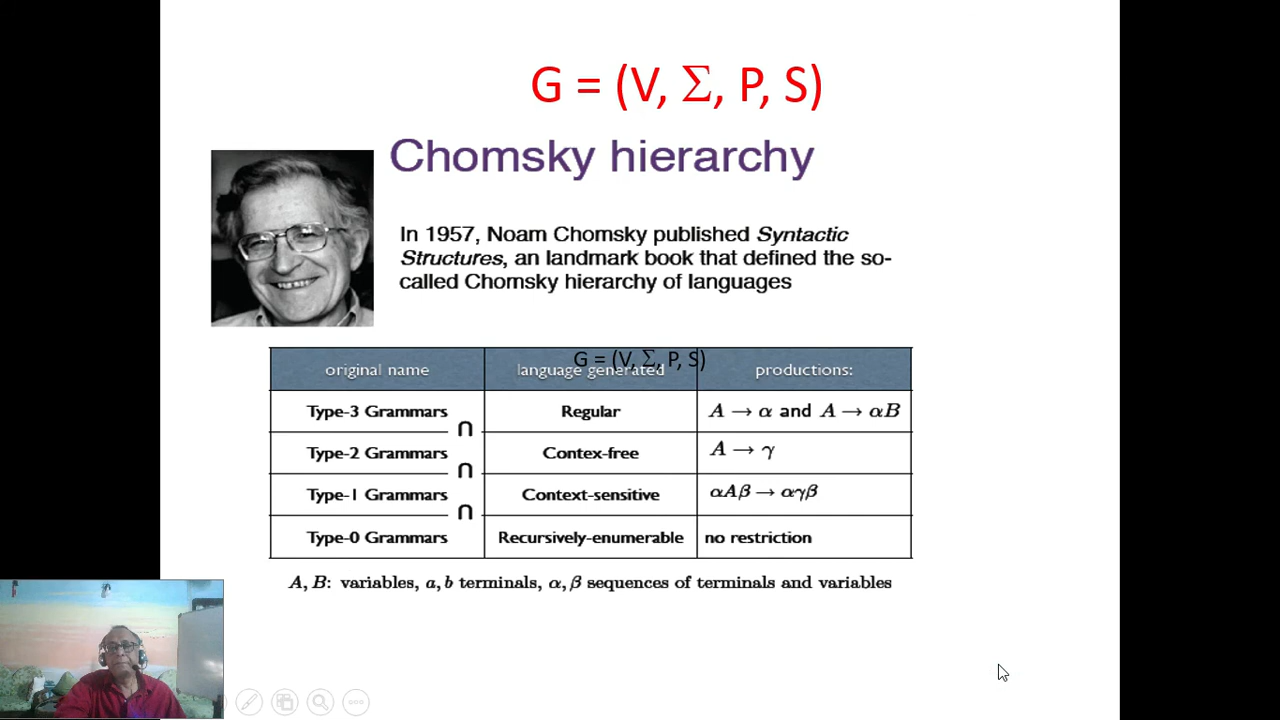 G = (V, Σ, P, S)
Chomsky hierarchy
In 1957, Noam Chomsky published Syntactic
Structures, an landmark book that defined the so-
called Chomsky hierarchy of languages
G = (V, Σ, P, S)
original name language generated productions:
Type-3 Grammars Regular A → α and A → αB
∩
Type-2 Grammars Contex-free A → γ
∩
Type-1 Grammars Context-sensitive αAβ → αγβ
∩
Type-0 Grammars Recursively-enumerable no restriction
A, B: variables, a, b terminals, α, β sequences of terminals and variables